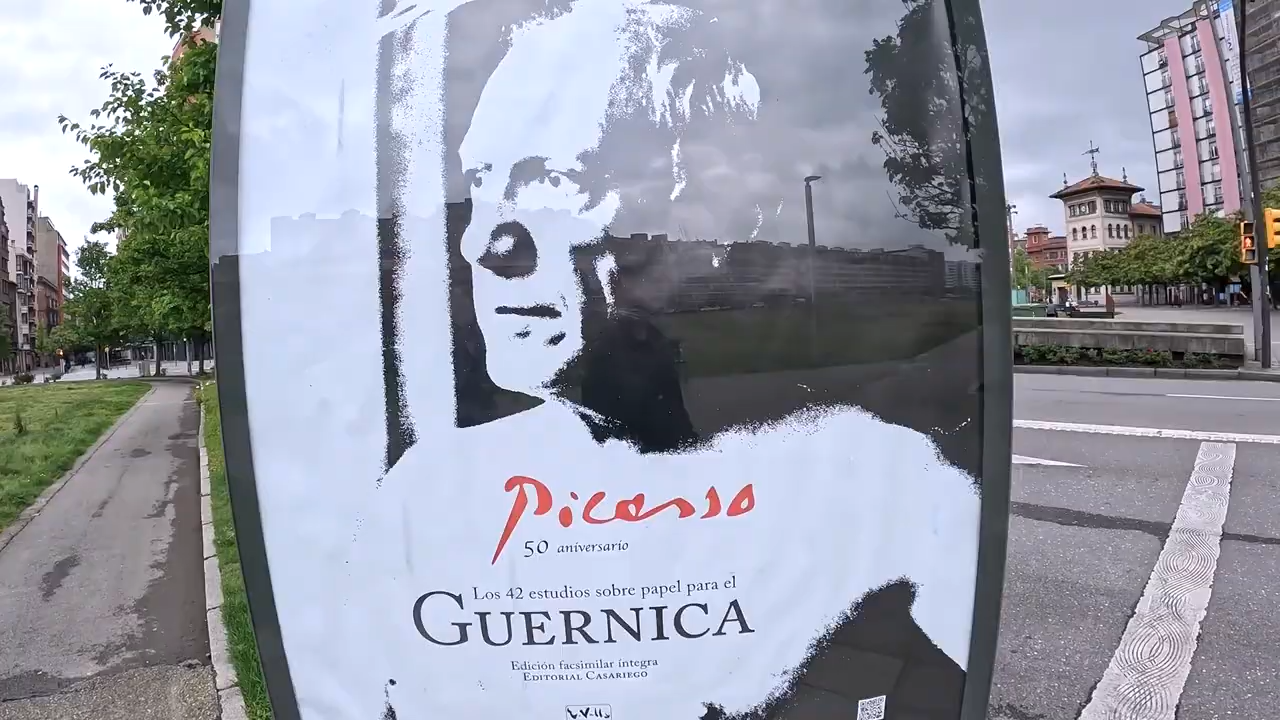 Picasso
50 aniversario
Los 42 estudios sobre papel para el
GUERNICA
Edición facsimilar íntegra
EDITORIAL CASARIEGO